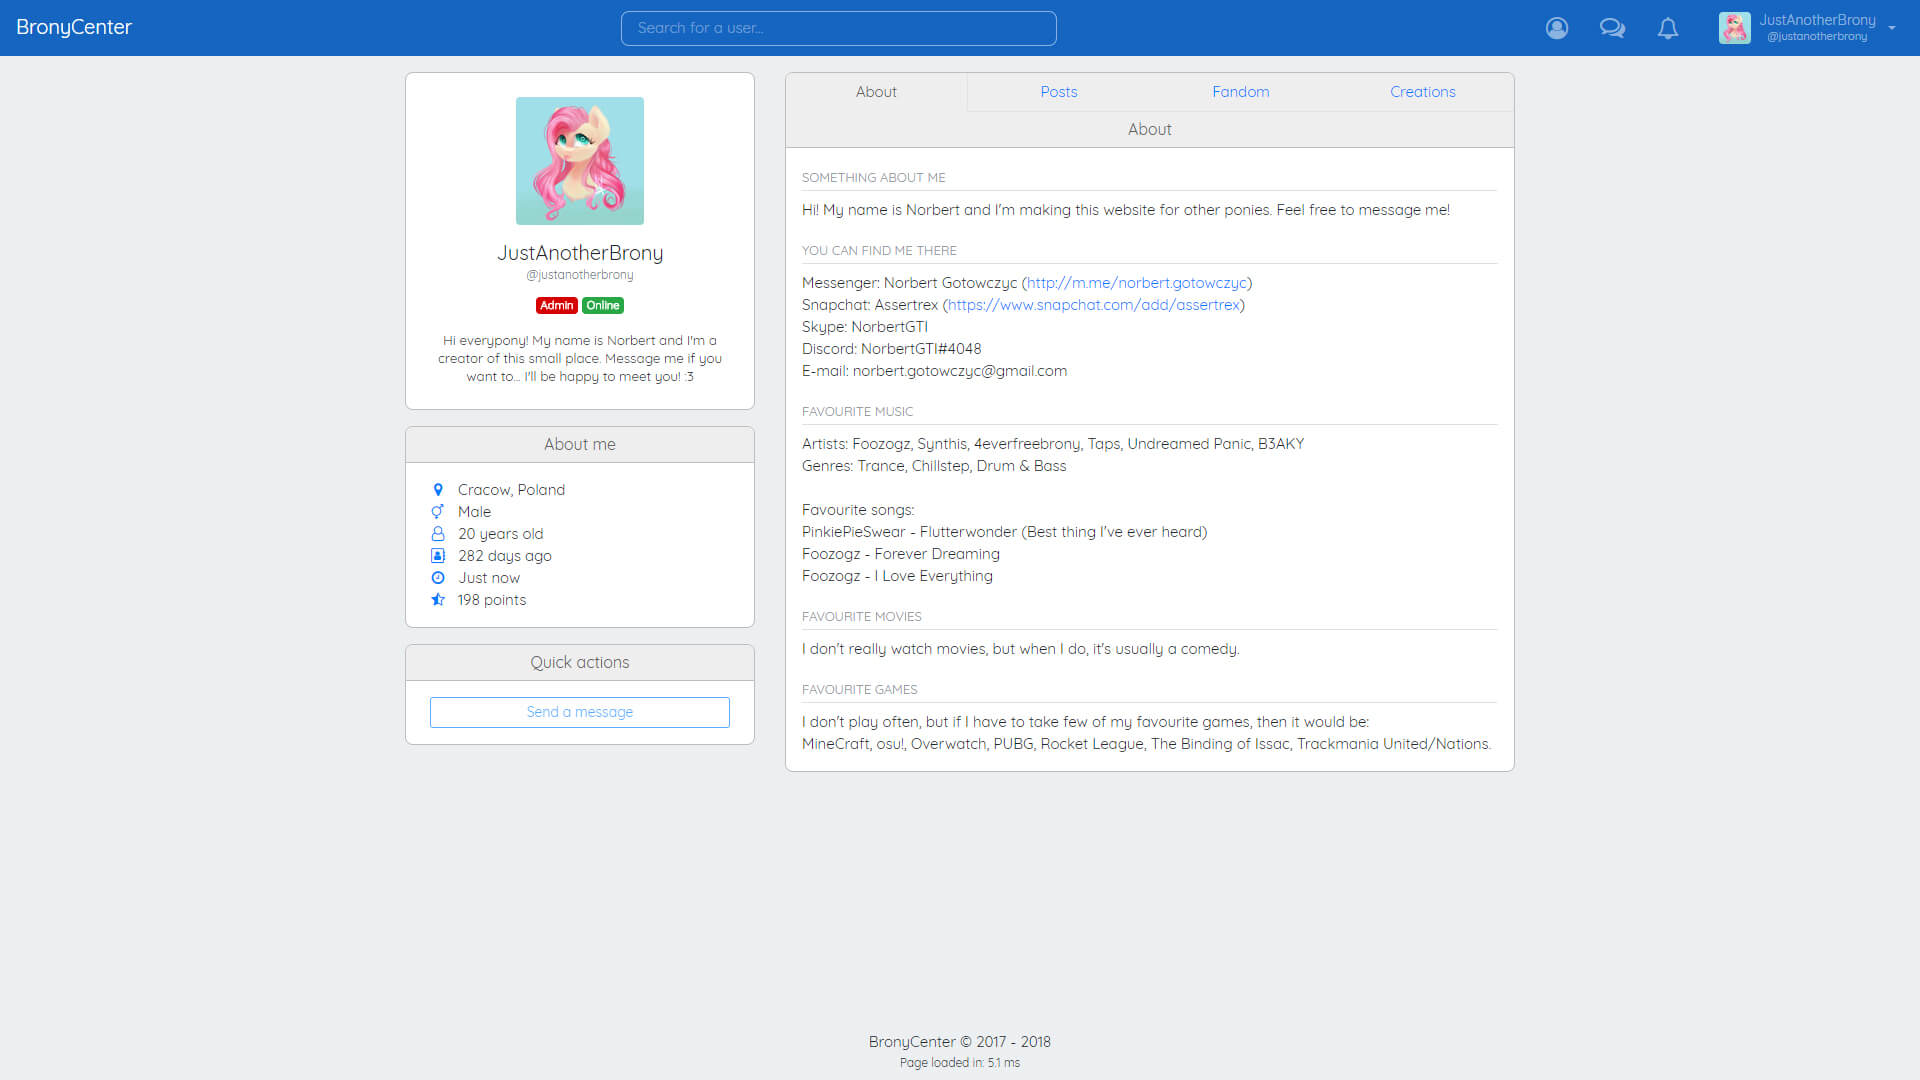 BronyCenter
Search for a user...
JustAnotherBrony
@justanotherbrony
JustAnotherBrony
@justanotherbrony
Admin Online
Hi everypony! My name is Norbert and I'm a
creator of this small place. Message me if you
want to... I'll be happy to meet you! :3
About me
Cracow, Poland
Male
20 years old
282 days ago
Just now
198 points
Quick actions
Send a message
About Posts Fandom Creations
About
SOMETHING ABOUT ME
Hi! My name is Norbert and I'm making this website for other ponies. Feel free to message me!
YOU CAN FIND ME THERE
Messenger: Norbert Gotowczyc (http://m.me/norbert.gotowczyc)
Snapchat: Assertrex (https://www.snapchat.com/add/assertrex)
Skype: NorbertGTI
Discord: NorbertGTI#4048
E-mail: norbert.gotowczyc@gmail.com
FAVOURITE MUSIC
Artists: Foozogz, Synthis, 4everfreebrony, Taps, Undreamed Panic, B3AKY
Genres: Trance, Chillstep, Drum & Bass
Favourite songs:
PinkiePieSwear - Flutterwonder (Best thing I've ever heard)
Foozogz - Forever Dreaming
Foozogz - I Love Everything
FAVOURITE MOVIES
I don't really watch movies, but when I do, it's usually a comedy.
FAVOURITE GAMES
I don't play often, but if I have to take few of my favourite games, then it would be:
MineCraft, osu!, Overwatch, PUBG, Rocket League, The Binding of Issac, Trackmania United/Nations.
BronyCenter © 2017 - 2018
Page loaded in: 5.1 ms